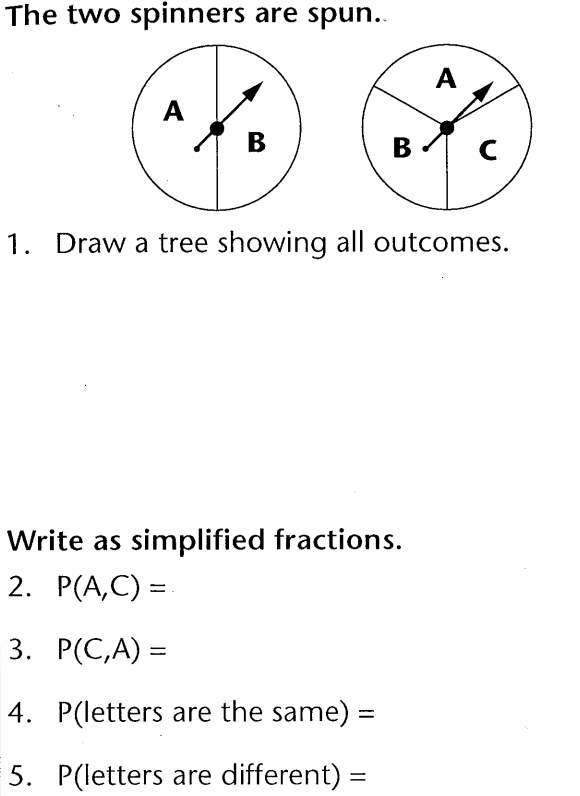 The two spinners are spun.
A
B
A
B
C
1. Draw a tree showing all outcomes.
Write as simplified fractions.
2. P(A,C) =
3. P(C,A) =
4. P(letters are the same) =
5. P(letters are different) =